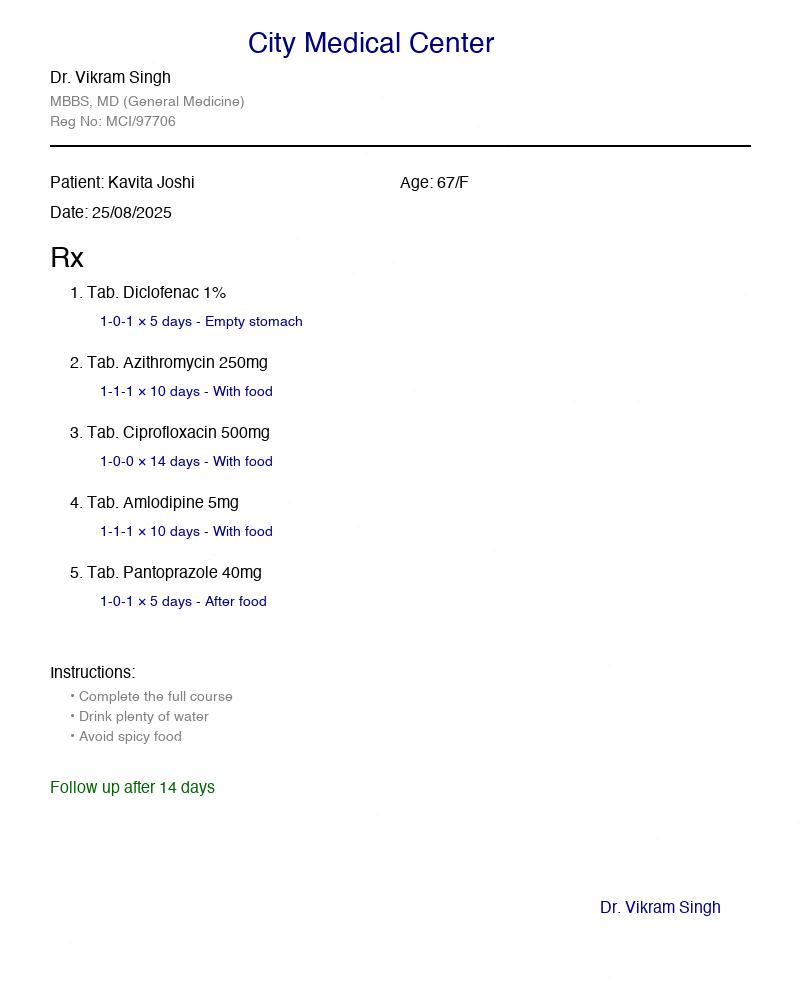 City Medical Center
Dr. Vikram Singh
MBBS, MD (General Medicine)
Reg No: MCI/97706
Patient: Kavita Joshi Age: 67/F
Date: 25/08/2025
Rx
1. Tab. Diclofenac 1%
1-0-1 × 5 days - Empty stomach
2. Tab. Azithromycin 250mg
1-1-1 × 10 days - With food
3. Tab. Ciprofloxacin 500mg
1-0-0 × 14 days - With food
4. Tab. Amlodipine 5mg
1-1-1 × 10 days - With food
5. Tab. Pantoprazole 40mg
1-0-1 × 5 days - After food
Instructions:
• Complete the full course
• Drink plenty of water
• Avoid spicy food
Follow up after 14 days
Dr. Vikram Singh